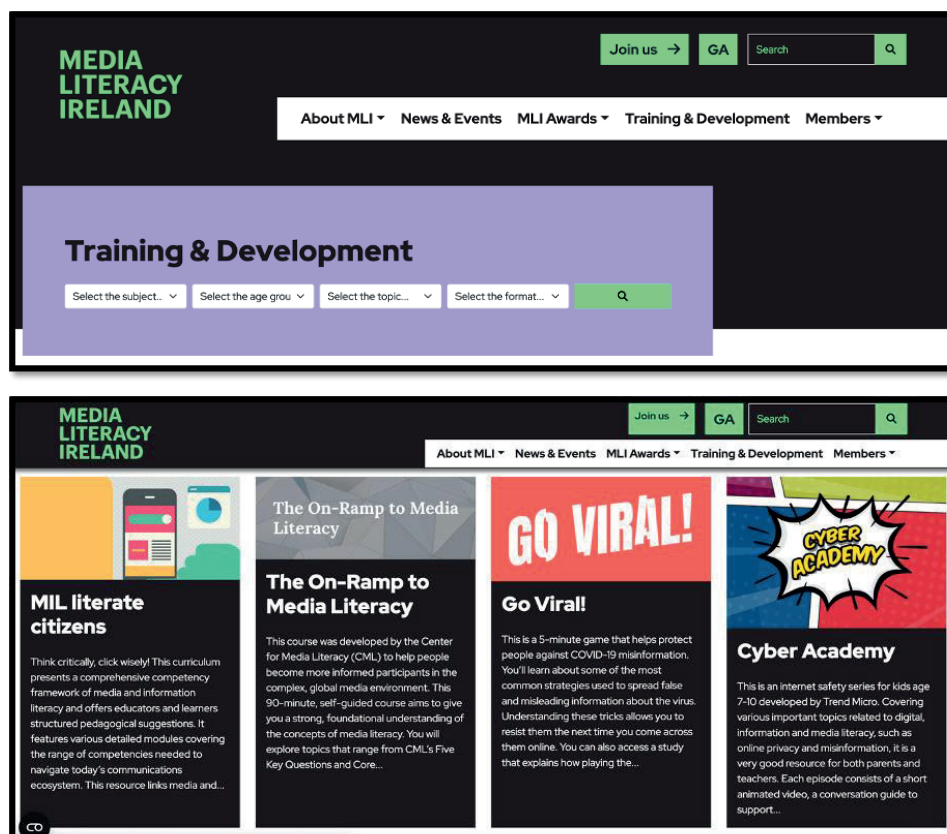 MEDIA
LITERACY
IRELAND
Join us →
GA
Search
About MLI
News & Events
MLI Awards
Training & Development
Members
Training & Development
Select the subject..
Select the age grou
Select the topic...
Select the format...
MEDIA
LITERACY
IRELAND
Join us →
GA
Search
About MLI
News & Events
MLI Awards
Training & Development
Members
MIL literate
citizens
Think critically, click wisely! This curriculum
presents a comprehensive competency
framework of media and information
literacy and offers educators and learners
structured pedagogical suggestions. It
features various detailed modules covering
the range of competencies needed to
navigate today's communications
ecosystem. This resource links media and...
The On-Ramp to Media
Literacy
The On-Ramp to
Media Literacy
This course was developed by the Center
for Media Literacy (CML) to help people
become more informed participants in the
complex, global media environment. This
90-minute, self-guided course aims to give
you a strong, foundational understanding of
the concepts of media literacy. You will
explore topics that range from CML's Five
Key Questions and Core...
GO VIRAL!
Go Viral!
This is a 5-minute game that helps protect
people against COVID-19 misinformation.
You'll learn about some of the most
common strategies used to spread false
and misleading information about the virus.
Understanding these tricks allows you to
resist them the next time you come across
them online. You can also access a study
that explains how playing the...
CYBER
ACADEMY
Cyber Academy
This is an internet safety series for kids age
7-10 developed by Trend Micro. Covering
various important topics related to digital,
information and media literacy, such as
online privacy and misinformation, it is a
very good resource for both parents and
teachers. Each episode consists of a short
animated video, a conversation guide to
support...